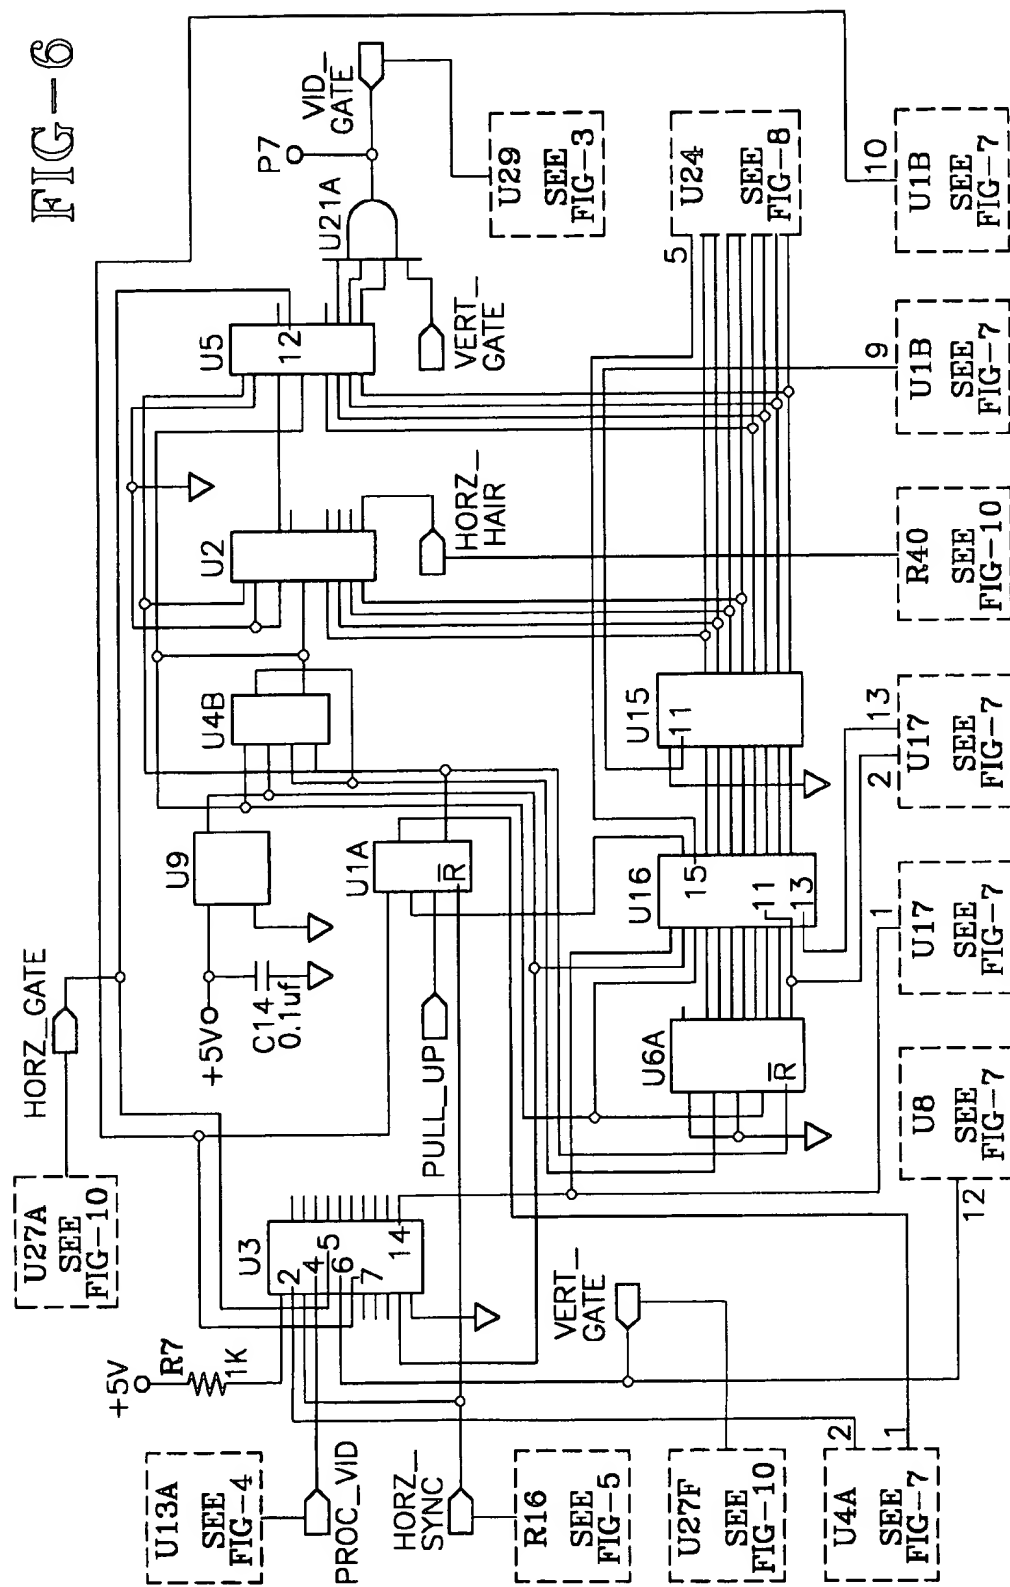 FIG-6
U27A
SEE
FIG-10
HORZ_GATE
+5V
R7
1K
U13A
SEE
FIG-4
PROC_VID
HORZ_
SYNC
R16
SEE
FIG-5
U27F
SEE
FIG-10
U4A
SEE
FIG-7
2
1
U3
2
4
5
6
7
14
VERT_
GATE
12
U8
SEE
FIG-7
+5V
C14
0.1uf
U9
PULL_UP
U1A
R
U6A
R
U16
15
11
13
1
U17
SEE
FIG-7
2
13
U17
SEE
FIG-7
U4B
U15
11
U2
HORZ_
HAIR
R40
SEE
FIG-10
U5
12
VERT_
GATE
U21A
P7
VID_
GATE
U29
SEE
FIG-3
5
U24
SEE
FIG-8
9
U1B
SEE
FIG-7
10
U1B
SEE
FIG-7